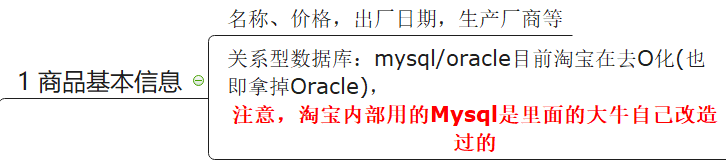 名称、价格，出厂日期，生产厂商等
1 商品基本信息
关系型数据库：mysql/oracle目前淘宝在去O化(也
即拿掉Oracle)，
注意，淘宝内部用的Mysql是里面的大牛自己改造
过的